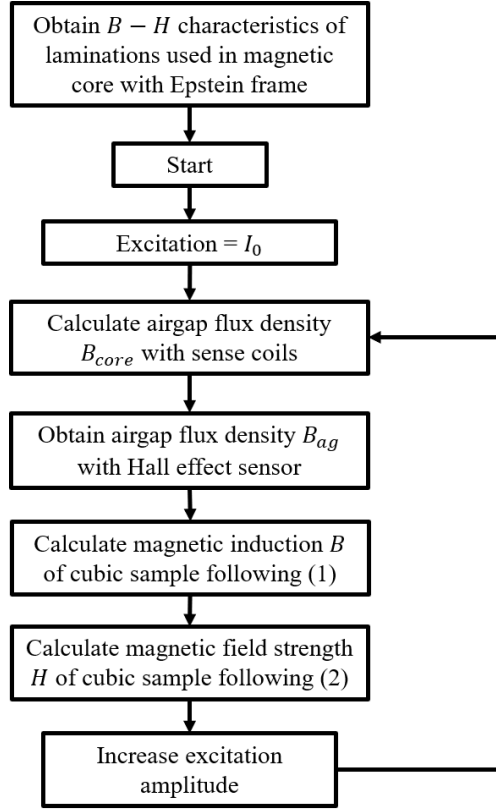 Obtain B − H characteristics of
laminations used in magnetic
core with Epstein frame
Start
Excitation = I₀
Calculate airgap flux density
B_core with sense coils
Obtain airgap flux density B_ag
with Hall effect sensor
Calculate magnetic induction B
of cubic sample following (1)
Calculate magnetic field strength
H of cubic sample following (2)
Increase excitation
amplitude